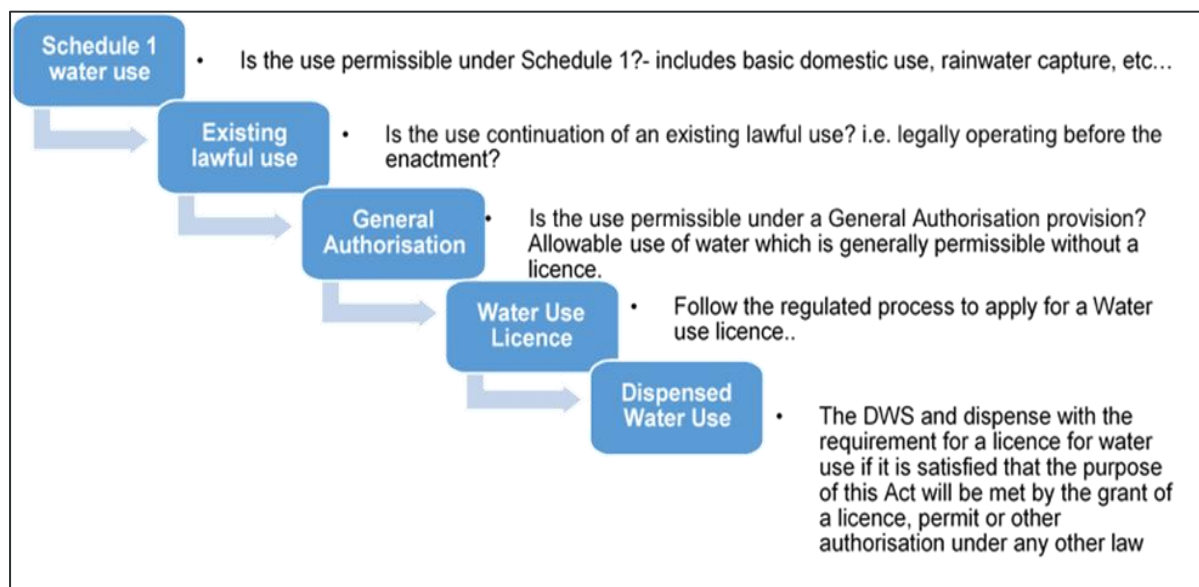 Schedule 1
water use
• Is the use permissible under Schedule 1?- includes basic domestic use, rainwater capture, etc…
Existing
lawful use
• Is the use continuation of an existing lawful use? i.e. legally operating before the
enactment?
General
Authorisation
• Is the use permissible under a General Authorisation provision?
Allowable use of water which is generally permissible without a
licence.
Water Use
Licence
• Follow the regulated process to apply for a Water
use licence..
Dispensed
Water Use
• The DWS and dispense with the
requirement for a licence for water
use if it is satisfied that the purpose
of this Act will be met by the grant of
a licence, permit or other
authorisation under any other law